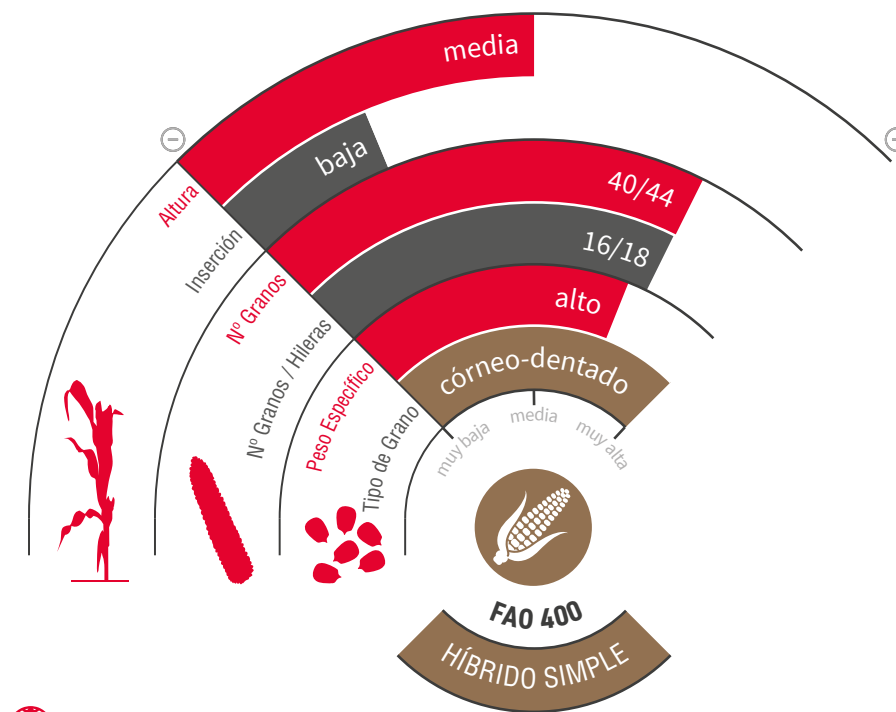 media
baja
40/44
16/18
alto
córneo-dentado
Altura
Inserción
Nº Granos
Nº Granos / Hileras
Peso Específico
Tipo de Grano
muy baja
media
muy alta
FAO 400
HÍBRIDO SIMPLE